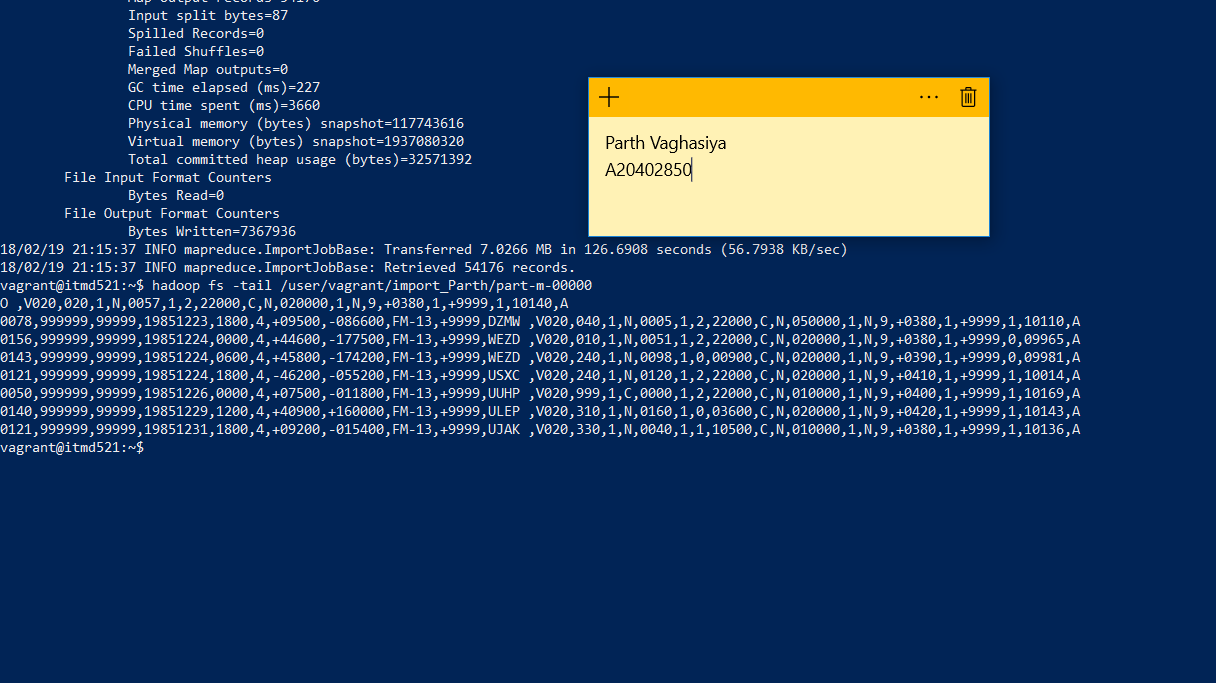 Map output records=54176
Input split bytes=87
Spilled Records=0
Failed Shuffles=0
Merged Map outputs=0
GC time elapsed (ms)=227
CPU time spent (ms)=3660
Physical memory (bytes) snapshot=117743616
Virtual memory (bytes) snapshot=1937080320
Total committed heap usage (bytes)=32571392
File Input Format Counters
Bytes Read=0
File Output Format Counters
Bytes Written=7367936
Parth Vaghasiya
A20402850
18/02/19 21:15:37 INFO mapreduce.ImportJobBase: Transferred 7.0266 MB in 126.6908 seconds (56.7938 KB/sec)
18/02/19 21:15:37 INFO mapreduce.ImportJobBase: Retrieved 54176 records.
vagrant@itmd521:~$ hadoop fs -tail /user/vagrant/import_Parth/part-m-00000
O ,V020,020,1,N,0057,1,2,22000,C,N,020000,1,N,9,+0380,1,+9999,1,10140,A
0078,999999,99999,19851223,1800,4,+09500,-086600,FM-13,+9999,DZMW ,V020,040,1,N,0005,1,2,22000,C,N,050000,1,N,9,+0380,1,+9999,1,10110,A
0156,999999,99999,19851224,0000,4,+44600,-177500,FM-13,+9999,WEZD ,V020,010,1,N,0051,1,2,22000,C,N,020000,1,N,9,+0380,1,+9999,0,09965,A
0143,999999,99999,19851224,0600,4,+45800,-174200,FM-13,+9999,WEZD ,V020,240,1,N,0098,1,0,00900,C,N,020000,1,N,9,+0390,1,+9999,0,09981,A
0121,999999,99999,19851224,1800,4,-46200,-055200,FM-13,+9999,USXC ,V020,240,1,N,0120,1,2,22000,C,N,020000,1,N,9,+0410,1,+9999,1,10014,A
0050,999999,99999,19851226,0000,4,+07500,-011800,FM-13,+9999,UUHP ,V020,999,1,C,0000,1,2,22000,C,N,010000,1,N,9,+0400,1,+9999,1,10169,A
0140,999999,99999,19851229,1200,4,+40900,+160000,FM-13,+9999,ULEP ,V020,310,1,N,0160,1,0,03600,C,N,020000,1,N,9,+0420,1,+9999,1,10143,A
0121,999999,99999,19851231,1800,4,+09200,-015400,FM-13,+9999,UJAK ,V020,330,1,N,0040,1,1,10500,C,N,010000,1,N,9,+0380,1,+9999,1,10136,A
vagrant@itmd521:~$